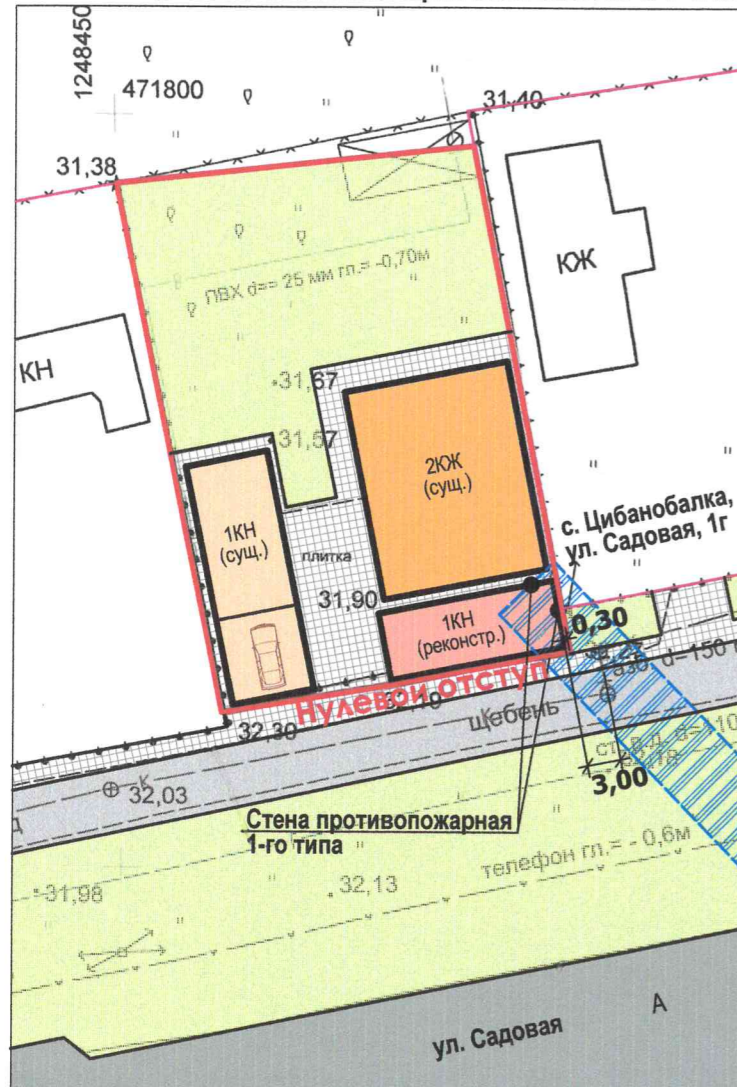 1248450
471800
31,40
31,38
ПВХ d== 25 мм гл.= -0,70м
КЖ
КН
31,67
31,57
2КЖ
(сущ.)
1КН
(сущ.)
с. Цибанобалка,
ул. Садовая, 1г
плитка
31,90
1КН
(реконстр.)
0,30
Нулевой отступ
d=150
щебень
32,30
К
32,03
3,00
Стена противопожарная
1-го типа
телефон гл.= - 0,6м
31,98
32,13
ул. Садовая
А